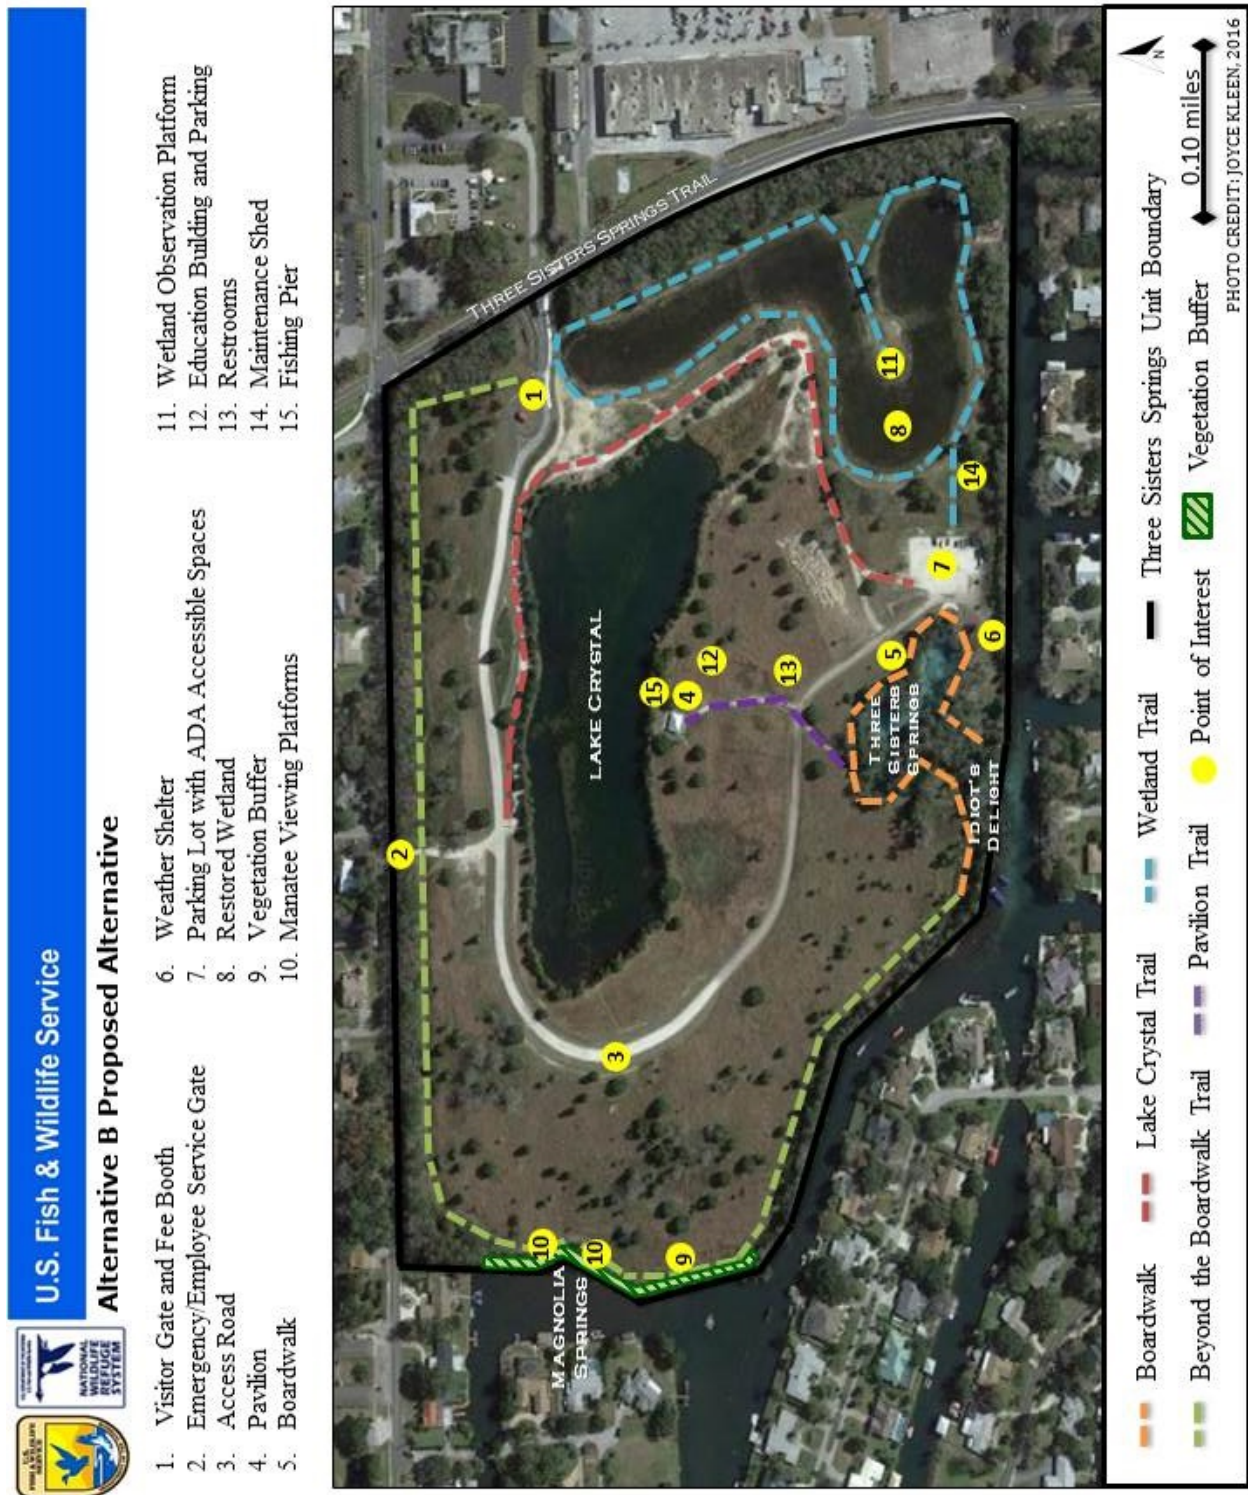 U.S. Fish & Wildlife Service
NATIONAL
WILDLIFE
REFUGE
SYSTEM
Alternative B Proposed Alternative
1. Visitor Gate and Fee Booth
2. Emergency/Employee Service Gate
3. Access Road
4. Pavilion
5. Boardwalk
6. Weather Shelter
7. Parking Lot with ADA Accessible Spaces
8. Restored Wetland
9. Vegetation Buffer
10. Manatee Viewing Platforms
11. Wetland Observation Platform
12. Education Building and Parking
13. Restrooms
14. Maintenance Shed
15. Fishing Pier
2
1
THREE SISTERS SPRINGS TRAIL
10
10
MAGNOLIA
SPRINGS
3
LAKE CRYSTAL
9
15
4
12
13
11
8
THREE
SISTERS
SPRINGS
5
7
14
6
IDIOT'S
DELIGHT
Boardwalk
Lake Crystal Trail
Wetland Trail
Three Sisters Springs Unit Boundary
N
Beyond the Boardwalk Trail
Pavilion Trail
Point of Interest
Vegetation Buffer
0.10 miles
PHOTO CREDIT: JOYCE KLEEN, 2016